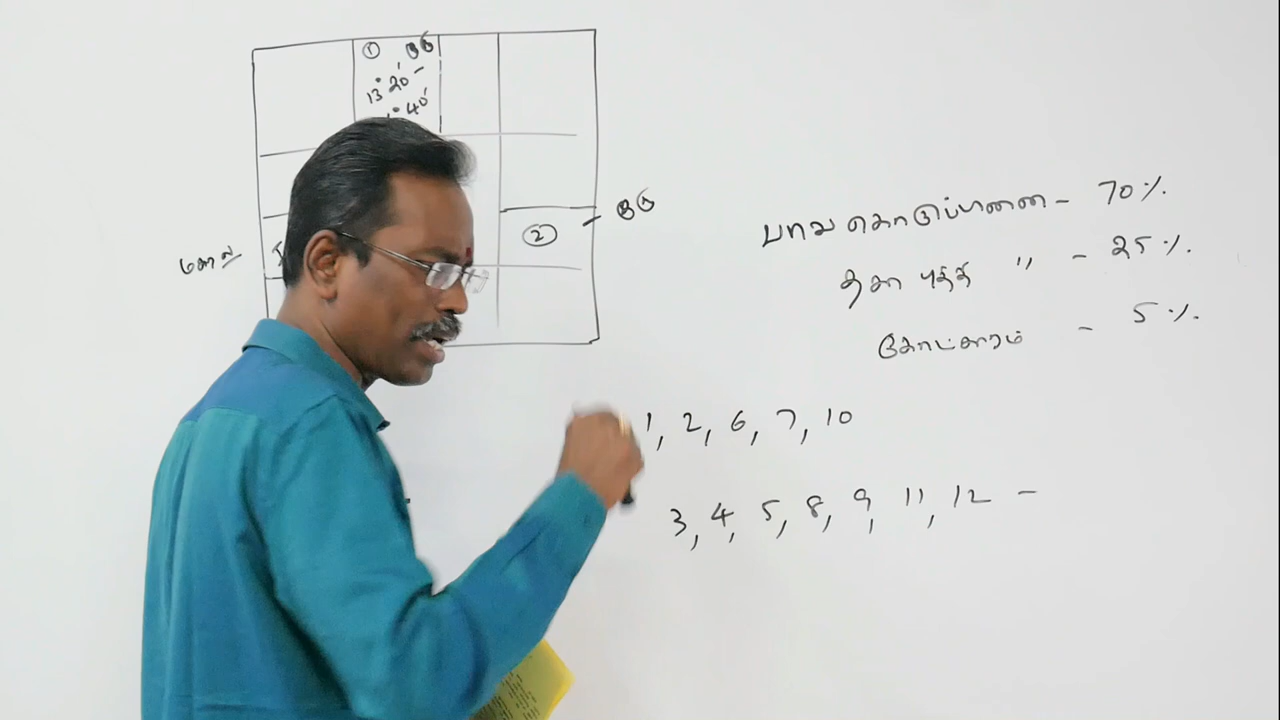 ① குரு
13° 20' –
40'
② – குரு
பாவ கொடுப்பினை – 70%
தசா புத்தி " – 25%
கோட்சாரம் – 5%
1, 2, 6, 7, 10
3, 4, 5, 8, 9, 11, 12 –